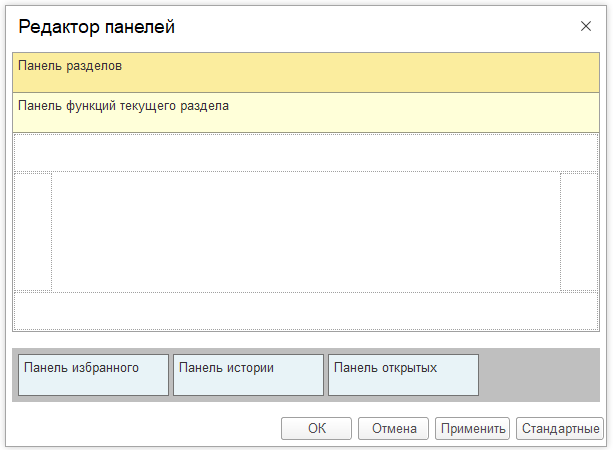 Редактор панелей
Панель разделов
Панель функций текущего раздела
Панель избранного
Панель истории
Панель открытых
OK
Отмена
Применить
Стандартные